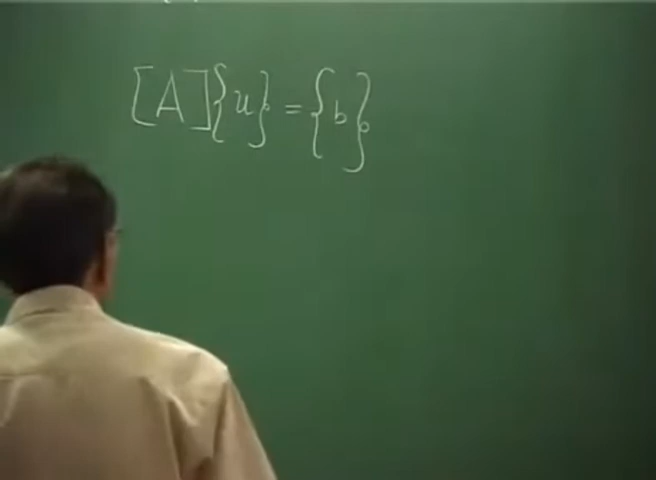 [A]{u} = {b}